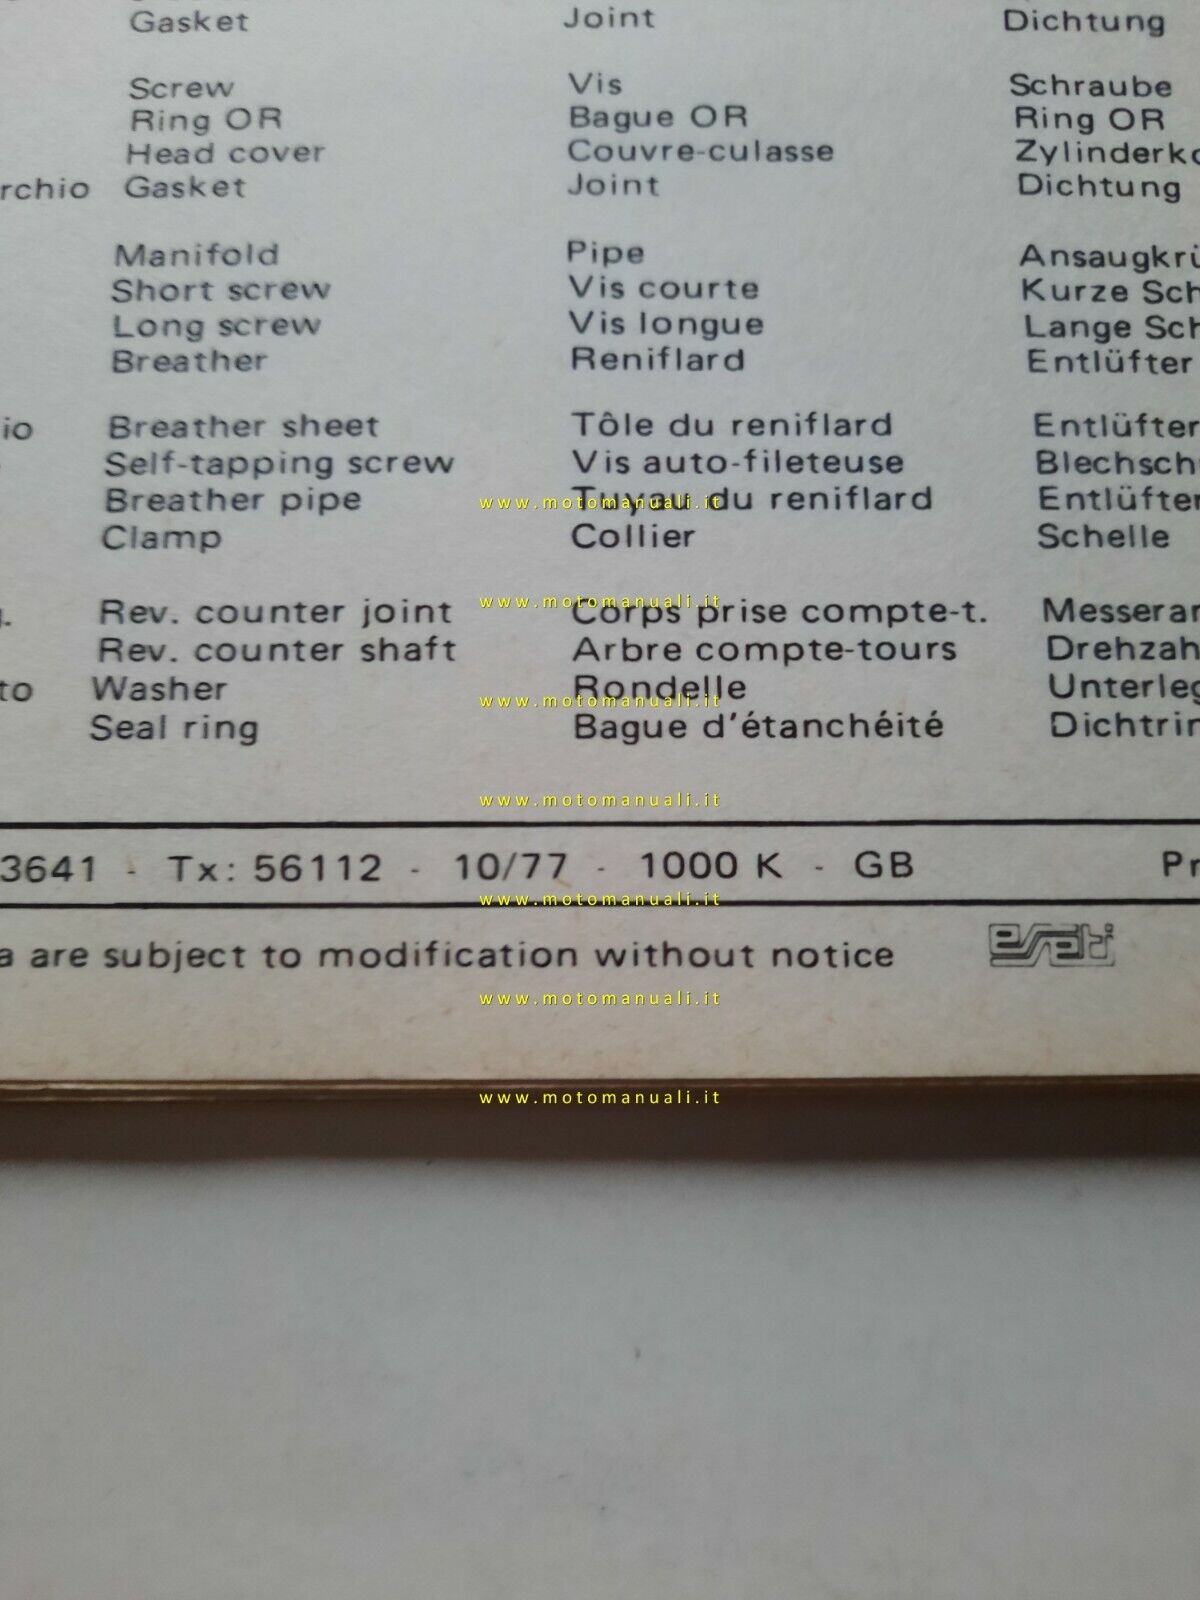 Gasket Joint Dichtung
Screw Vis Schraube
Ring OR Bague OR Ring OR
Head cover Couvre-culasse Zylinderko
rchio Gasket Joint Dichtung
Manifold Pipe Ansaugkrü
Short screw Vis courte Kurze Sch
Long screw Vis longue Lange Sch
Breather Reniflard Entlüfter
io Breather sheet Tôle du reniflard Entlüfter
Self-tapping screw Vis auto-fileteuse Blechsch
Breather pipe Tuyau du reniflard Entlüfter
www.motomanuali.it
Clamp Collier Schelle
www.motomanuali.it
Rev. counter joint Corps prise compte-t. Messerar
Rev. counter shaft Arbre compte-tours Drehzah
to Washer Rondelle Unterleg
www.motomanuali.it
Seal ring Bague d'étanchéité Dichtrin
www.motomanuali.it
3641 - Tx: 56112 - 10/77 - 1000 K - GB Pr
www.motomanuali.it
a are subject to modification without notice esati
www.motomanuali.it
www.motomanuali.it